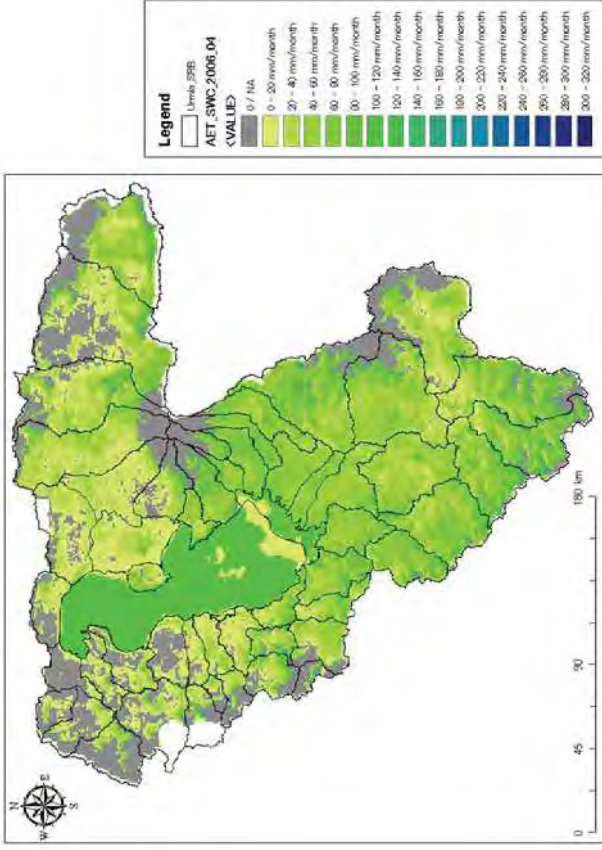 Legend
Urmia_SRB
AET_SWC_2006_04
<VALUE>
0 / NA
0 - 20 mm/month
20 - 40 mm/month
40 - 60 mm/month
60 - 80 mm/month
80 - 100 mm/month
100 - 120 mm/month
120 - 140 mm/month
140 - 160 mm/month
160 - 180 mm/month
180 - 200 mm/month
200 - 220 mm/month
220 - 240 mm/month
240 - 260 mm/month
260 - 280 mm/month
280 - 300 mm/month
300 - 320 mm/month
N
W
E
S
0
45
90
180 km